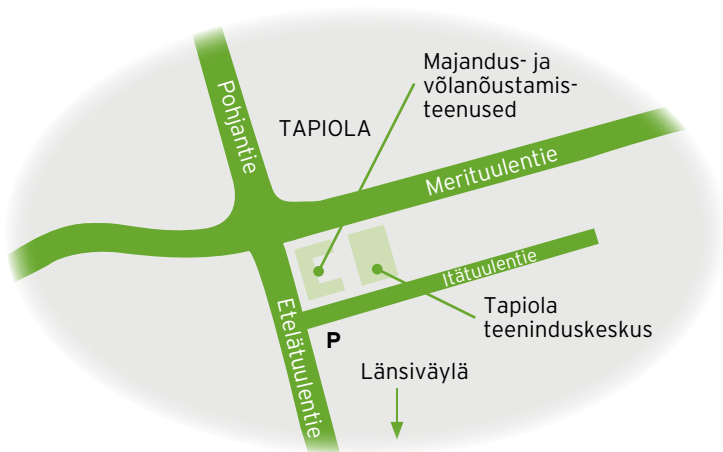 Majandus- ja
võlanõustamis-
teenused
Pohjantie
TAPIOLA
Merituulentie
Itätuulentie
Etelätuulentie
Tapiola
teeninduskeskus
P
Länsiväylä